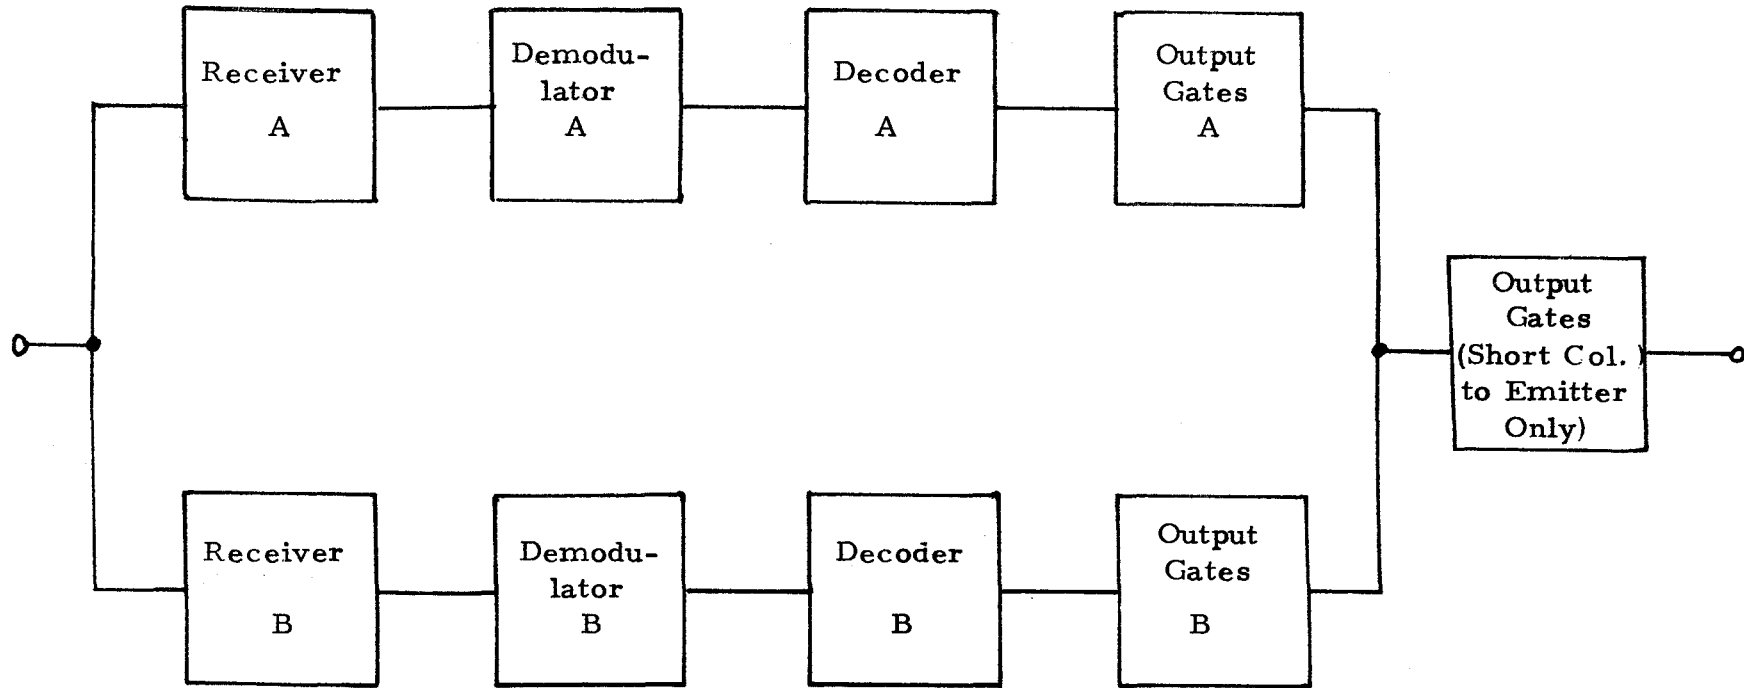 Receiver
A
Demodu-
lator
A
Decoder
A
Output
Gates
A
Output
Gates
(Short Col. )
to Emitter
Only)
Receiver
B
Demodu-
lator
B
Decoder
B
Output
Gates
B